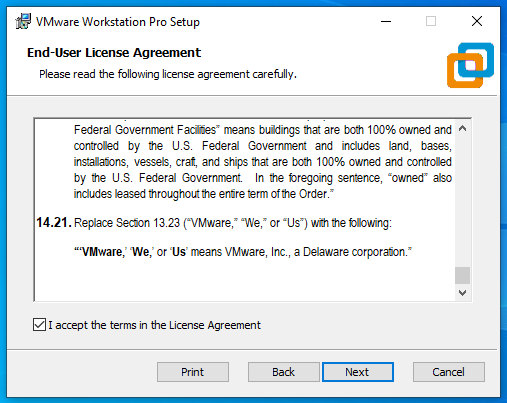 VMware Workstation Pro Setup
End-User License Agreement
Please read the following license agreement carefully.
Federal Government Facilities” means buildings that are both 100% owned and
controlled by the U.S. Federal Government and includes land, bases,
installations, vessels, craft, and ships that are both 100% owned and controlled
by the U.S. Federal Government. In the foregoing sentence, “owned” also
includes leased throughout the entire term of the Order.”
14.21. Replace Section 13.23 (“VMware,” “We,” or “Us”) with the following:
“‘VMware,’ ‘We,’ or ‘Us’ means VMware, Inc., a Delaware corporation.”
I accept the terms in the License Agreement
Print Back Next Cancel